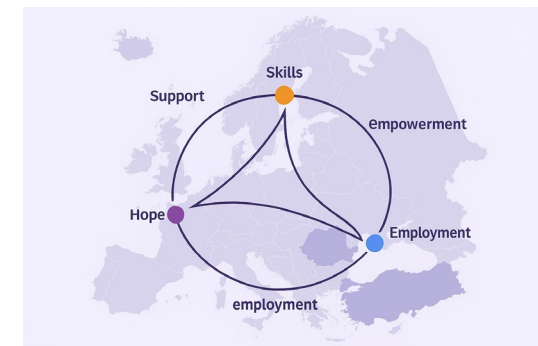 Skills
Support
empowerment
Hope
Employment
employment